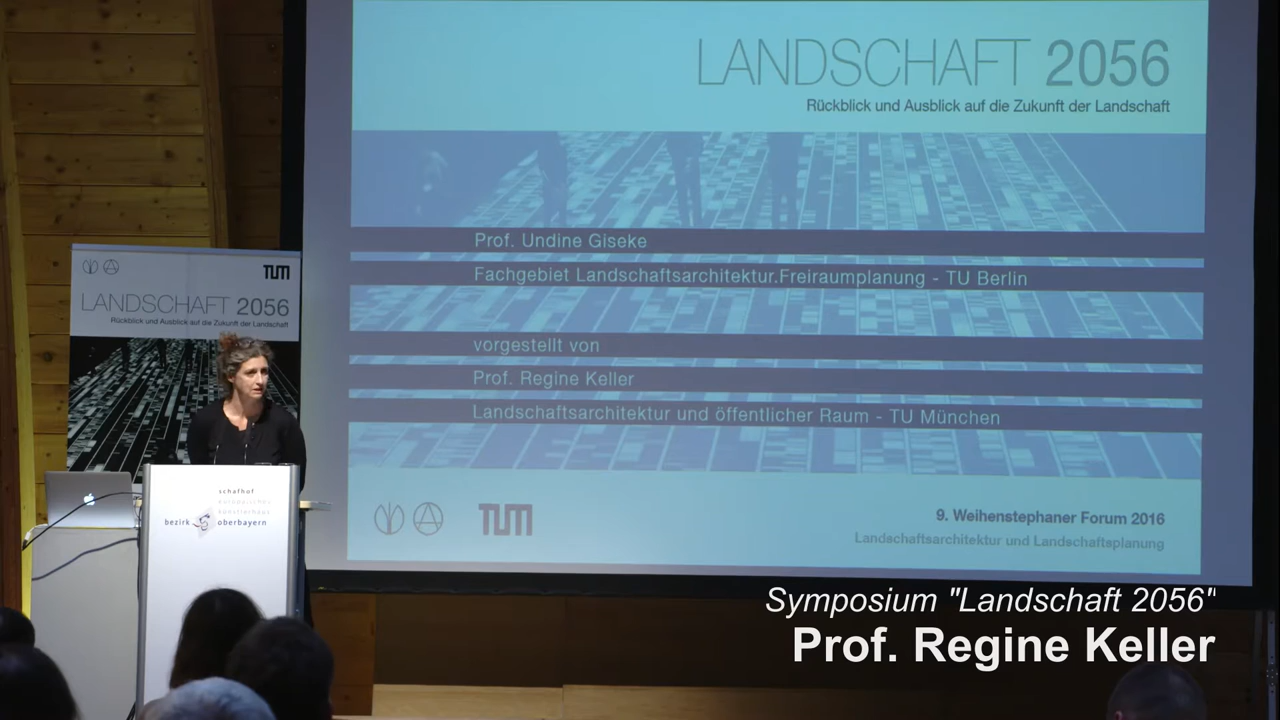 LANDSCHAFT 2056
Rückblick und Ausblick auf die Zukunft der Landschaft
Prof. Undine Giseke
Fachgebiet Landschaftsarchitektur.Freiraumplanung - TU Berlin
vorgestellt von
Prof. Regine Keller
Landschaftsarchitektur und öffentlicher Raum - TU München
TUM
9. Weihenstephaner Forum 2016
Landschaftsarchitektur und Landschaftsplanung
TUM
LANDSCHAFT 2056
Rückblick und Ausblick auf die Zukunft der Landschaft
schafhof
europäisches
künstlerhaus
bezirk oberbayern
Symposium "Landschaft 2056"
Prof. Regine Keller